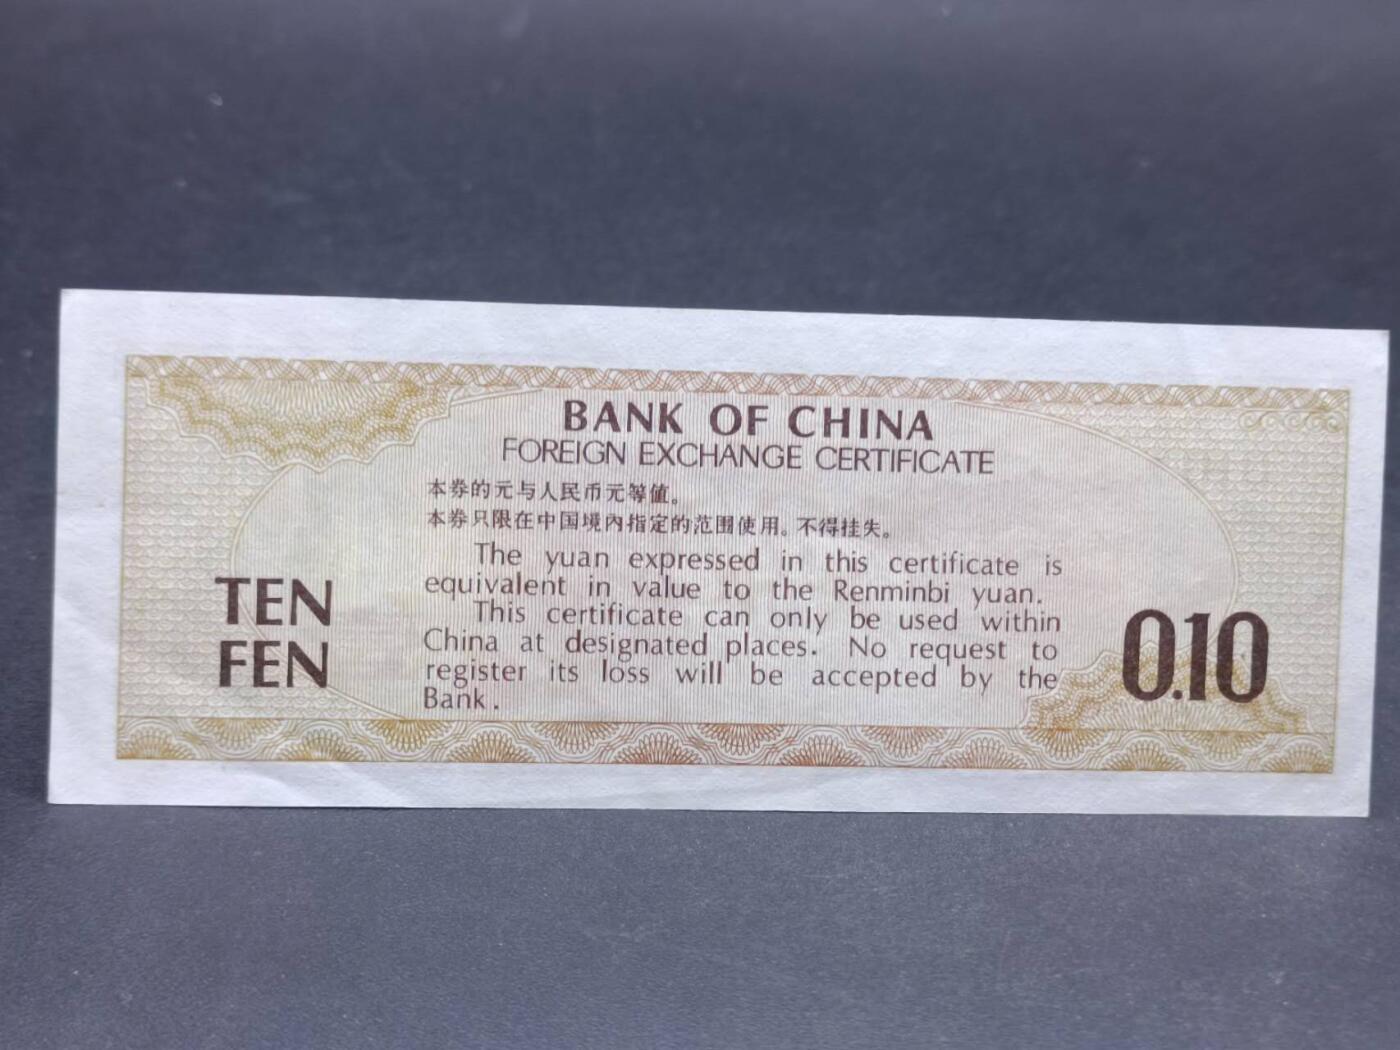 BANK OF CHINA
FOREIGN EXCHANGE CERTIFICATE
本券的元与人民币元等值。
本券只限在中国境内指定的范围使用。不得挂失。
The yuan expressed in this certificate is
equivalent in value to the Renminbi yuan.
This certificate can only be used within
China at designated places. No request to
register its loss will be accepted by the
Bank.
TEN
FEN
0.10